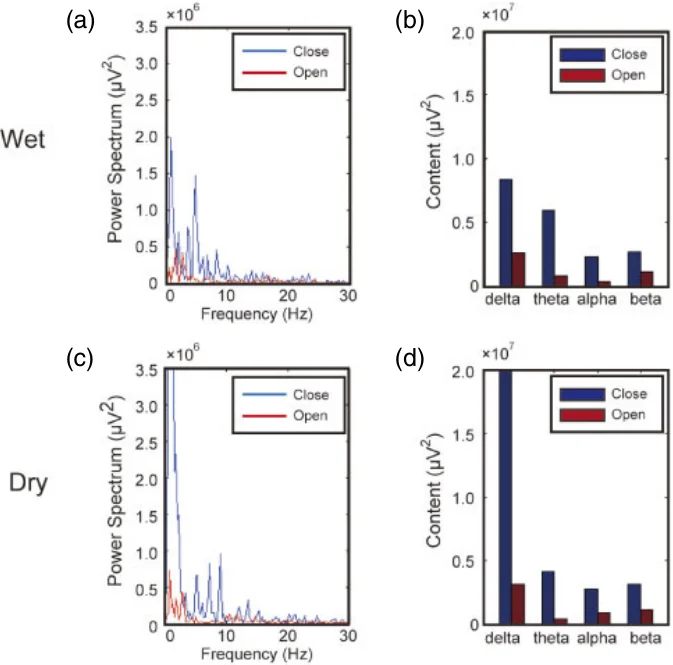 (a)
×10⁶
3.5
3.0
2.5
2.0
1.5
1.0
0.5
0
Power Spectrum (μV²)
Close
Open
0 10 20 30
Frequency (Hz)
(b)
×10⁷
2.0
1.5
1.0
0.5
0
Content (μV²)
Close
Open
delta theta alpha beta
Wet
(c)
×10⁶
3.5
3.0
2.5
2.0
1.5
1.0
0.5
0
Power Spectrum (μV²)
Close
Open
0 10 20 30
Frequency (Hz)
(d)
×10⁷
2.0
1.5
1.0
0.5
0
Content (μV²)
Close
Open
delta theta alpha beta
Dry